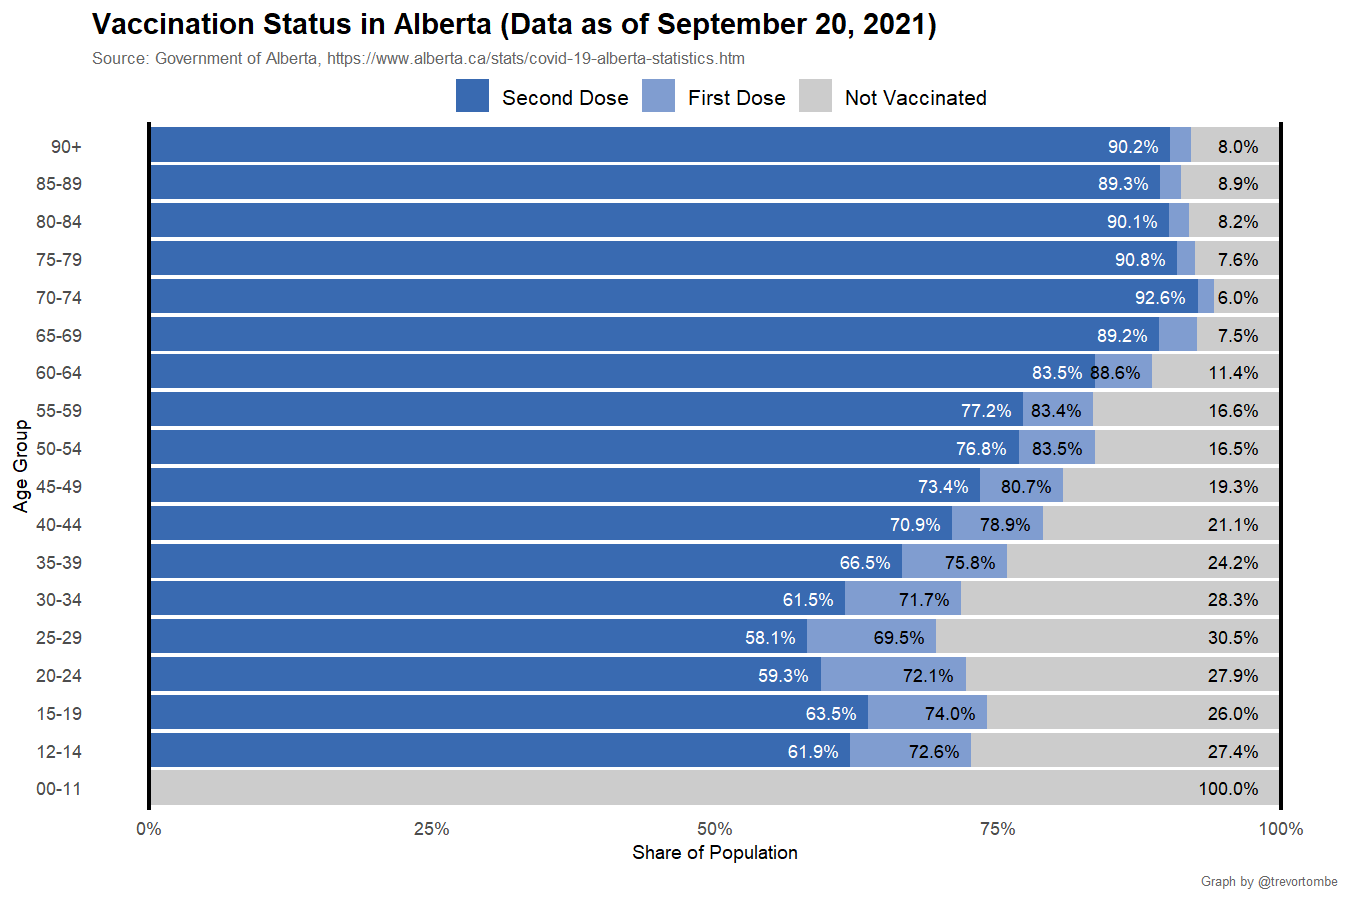 Vaccination Status in Alberta (Data as of September 20, 2021)
Source: Government of Alberta, https://www.alberta.ca/stats/covid-19-alberta-statistics.htm
Second Dose First Dose Not Vaccinated
90+ 90.2% 8.0%
85-89 89.3% 8.9%
80-84 90.1% 8.2%
75-79 90.8% 7.6%
70-74 92.6% 6.0%
65-69 89.2% 7.5%
60-64 83.5% 88.6% 11.4%
55-59 77.2% 83.4% 16.6%
50-54 76.8% 83.5% 16.5%
45-49 73.4% 80.7% 19.3%
40-44 70.9% 78.9% 21.1%
35-39 66.5% 75.8% 24.2%
30-34 61.5% 71.7% 28.3%
25-29 58.1% 69.5% 30.5%
20-24 59.3% 72.1% 27.9%
15-19 63.5% 74.0% 26.0%
12-14 61.9% 72.6% 27.4%
00-11 100.0%
Age Group
0% 25% 50% 75% 100%
Share of Population
Graph by @trevortombe